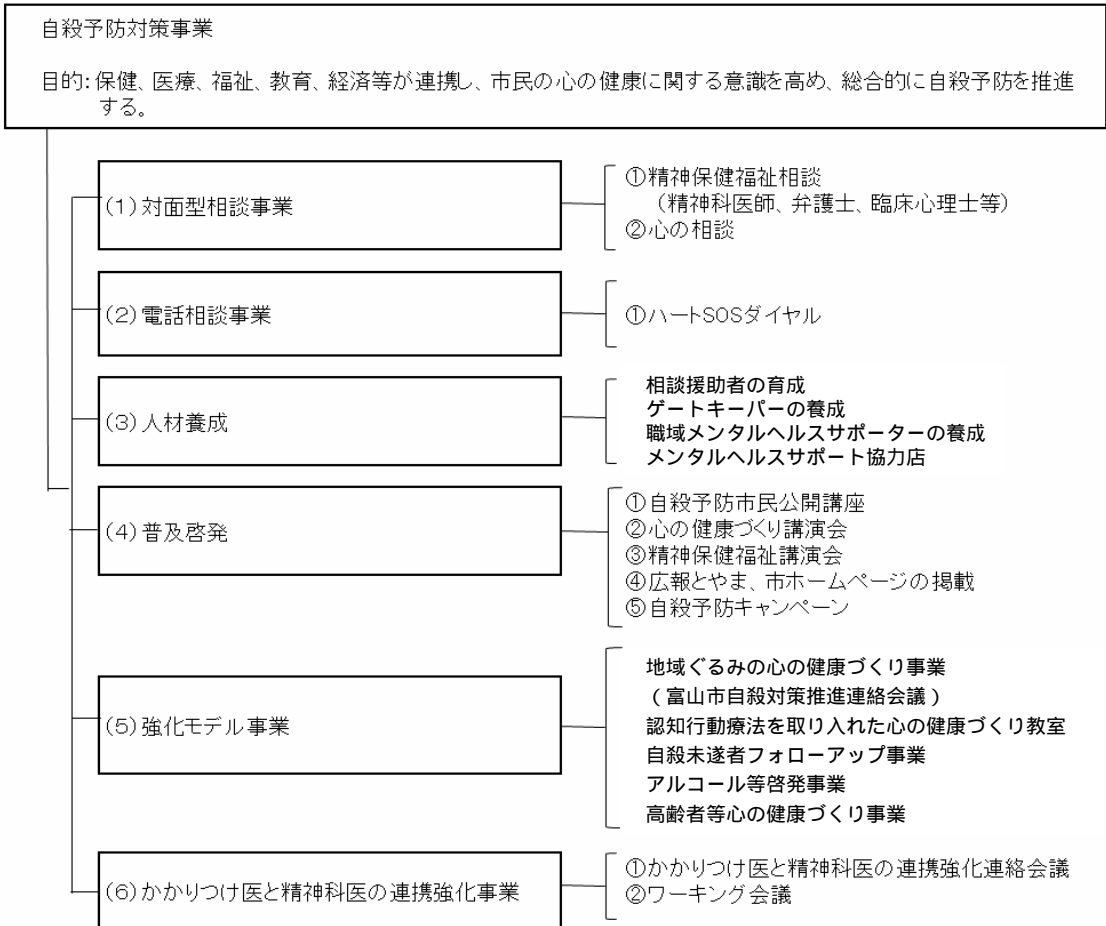 自殺予防対策事業
目的：保健、医療、福祉、教育、経済等が連携し、市民の心の健康に関する意識を高め、総合的に自殺予防を推進
する。
(1)対面型相談事業
①精神保健福祉相談
（精神科医師、弁護士、臨床心理士等）
②心の相談
(2)電話相談事業
①ハートSOSダイヤル
(3)人材養成
相談援助者の育成
ゲートキーパーの養成
職域メンタルヘルスサポーターの養成
メンタルヘルスサポート協力店
(4)普及啓発
①自殺予防市民公開講座
②心の健康づくり講演会
③精神保健福祉講演会
④広報とやま、市ホームページの掲載
⑤自殺予防キャンペーン
(5)強化モデル事業
地域ぐるみの心の健康づくり事業
（富山市自殺対策推進連絡会議）
認知行動療法を取り入れた心の健康づくり教室
自殺未遂者フォローアップ事業
アルコール等啓発事業
高齢者等心の健康づくり事業
(6)かかりつけ医と精神科医の連携強化事業
①かかりつけ医と精神科医の連携強化連絡会議
②ワーキング会議